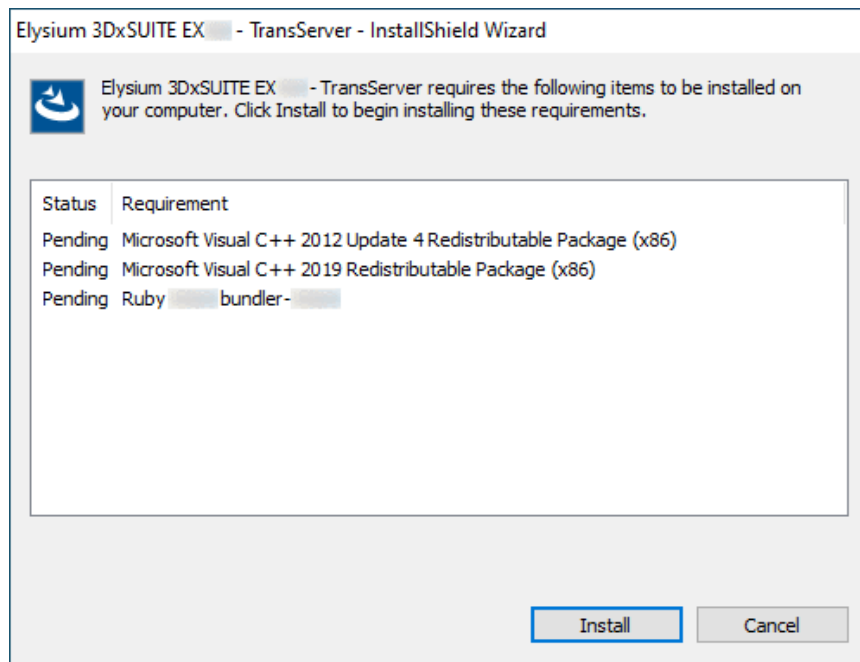 Elysium 3DxSUITE EX - TransServer - InstallShield Wizard
Elysium 3DxSUITE EX - TransServer requires the following items to be installed on
your computer. Click Install to begin installing these requirements.
Status Requirement
Pending Microsoft Visual C++ 2012 Update 4 Redistributable Package (x86)
Pending Microsoft Visual C++ 2019 Redistributable Package (x86)
Pending Ruby bundler-
Install Cancel